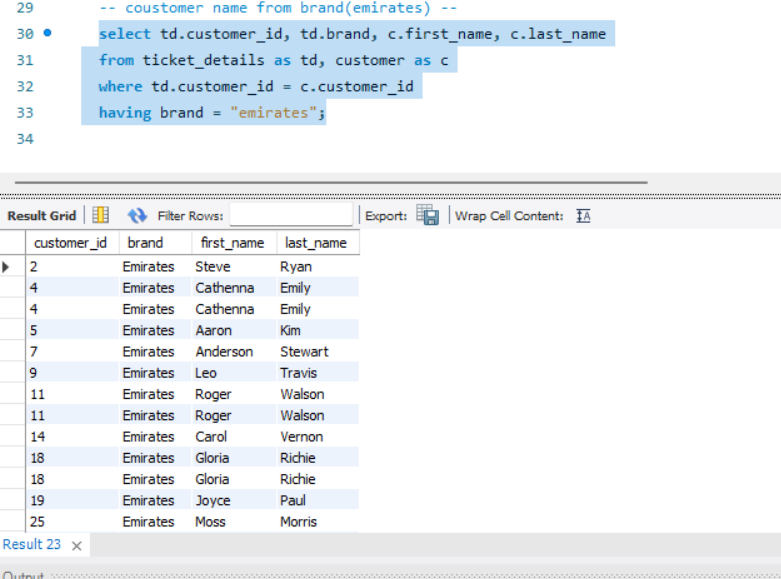 29 -- coustomer name from brand(emirates) --
30 select td.customer_id, td.brand, c.first_name, c.last_name
31 from ticket_details as td, customer as c
32 where td.customer_id = c.customer_id
33 having brand = "emirates";
34
Result Grid Filter Rows: Export: Wrap Cell Content: IA
customer_id brand first_name last_name
2 Emirates Steve Ryan
4 Emirates Cathenna Emily
4 Emirates Cathenna Emily
5 Emirates Aaron Kim
7 Emirates Anderson Stewart
9 Emirates Leo Travis
11 Emirates Roger Walson
11 Emirates Roger Walson
14 Emirates Carol Vernon
18 Emirates Gloria Richie
18 Emirates Gloria Richie
19 Emirates Joyce Paul
25 Emirates Moss Morris
Result 23 ×
Output